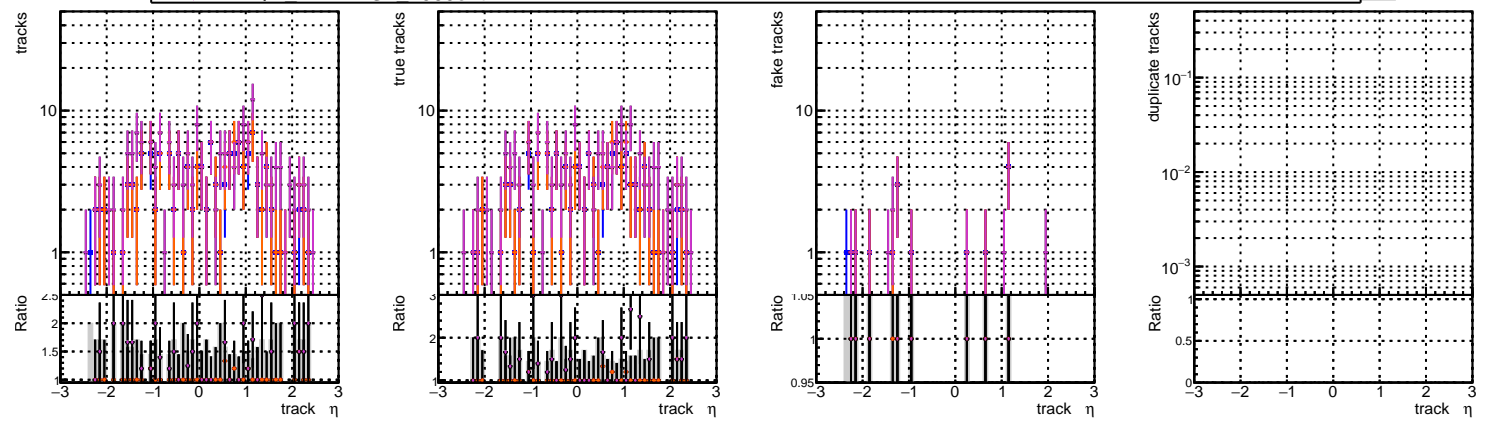 tracks
10
1
Ratio
2.5
2
1.5
1
−3 −2 −1 0 1 2 3
track η
true tracks
10
1
Ratio
3
2
1
−3 −2 −1 0 1 2 3
track η
fake tracks
10
1
Ratio
1.05
1
0.95
−3 −2 −1 0 1 2 3
track η
duplicate tracks
10−1
10−2
10−3
Ratio
1
0.5
0
−3 −2 −1 0 1 2 3
track η